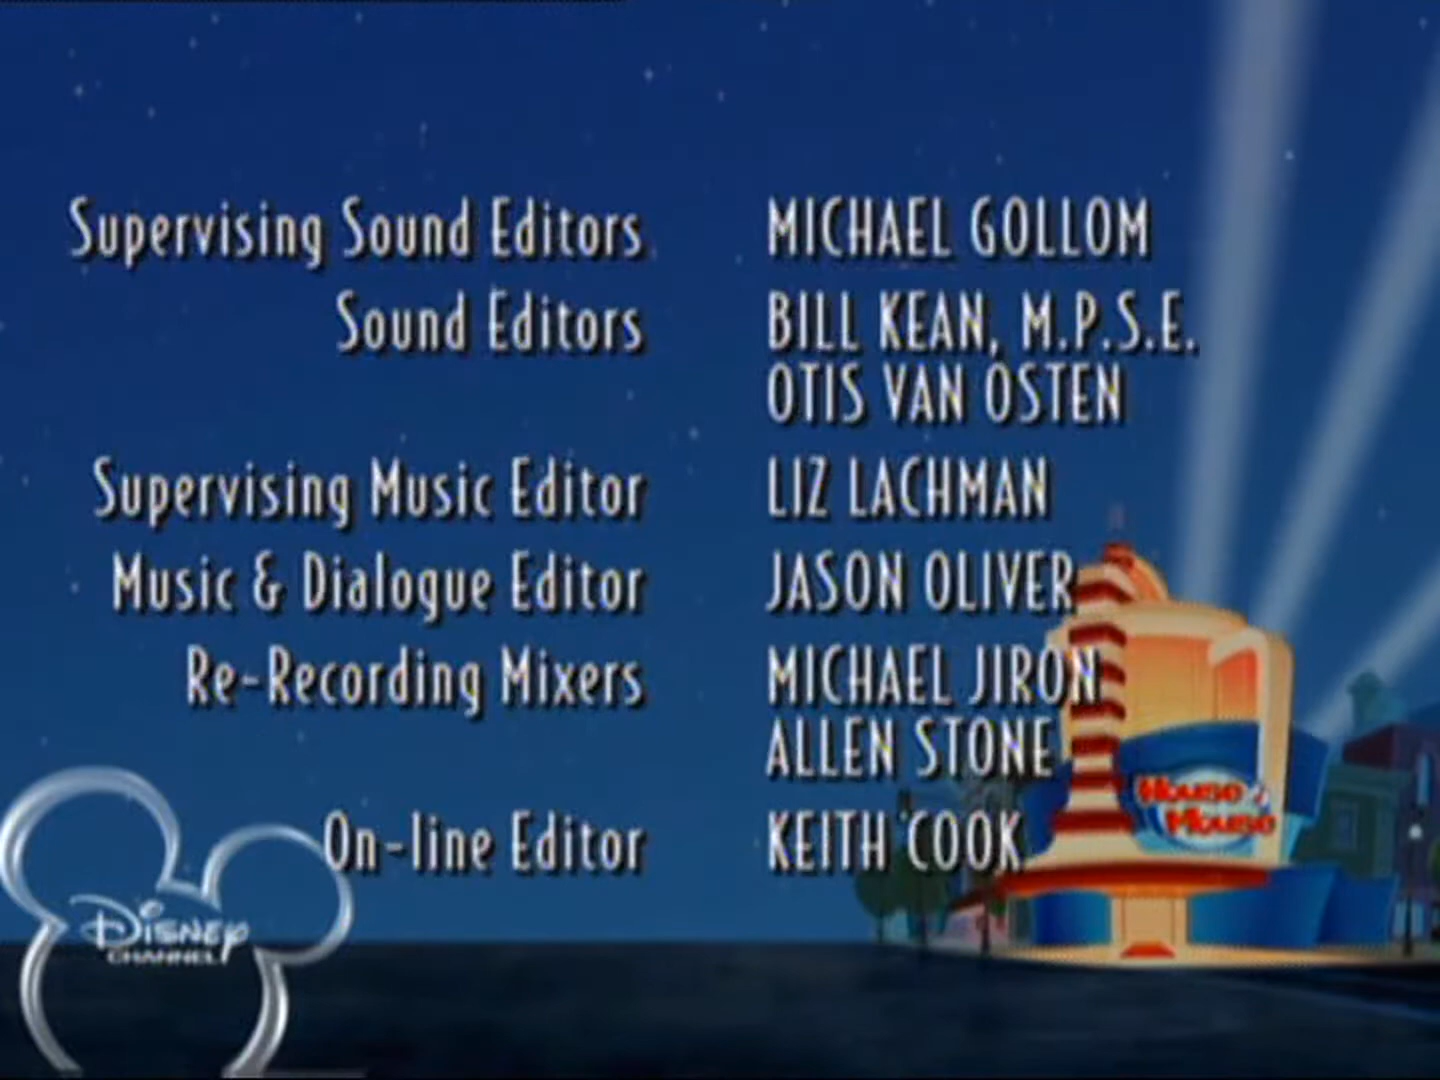 Supervising Sound Editors MICHAEL GOLLOM
Sound Editors BILL KEAN, M.P.S.E.
OTIS VAN OSTEN
Supervising Music Editor LIZ LACHMAN
Music & Dialogue Editor JASON OLIVER
Re-Recording Mixers MICHAEL JIRON
ALLEN STONE
On-line Editor KEITH COOK
House of
Mouse
DISNEY
CHANNEL